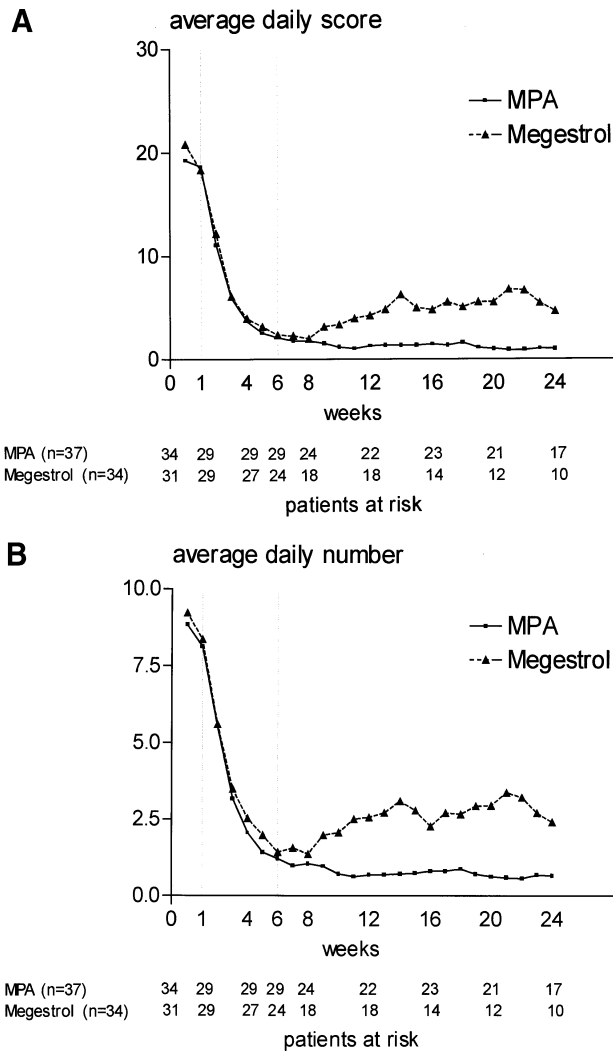 A
average daily score
30
MPA
Megestrol
20
10
0
0 1 4 6 8 12 16 20 24
weeks
MPA (n=37) 34 29 29 29 24 22 23 21 17
Megestrol (n=34) 31 29 27 24 18 18 14 12 10
patients at risk
B
average daily number
10.0
MPA
Megestrol
7.5
5.0
2.5
0.0
0 1 4 6 8 12 16 20 24
weeks
MPA (n=37) 34 29 29 29 24 22 23 21 17
Megestrol (n=34) 31 29 27 24 18 18 14 12 10
patients at risk